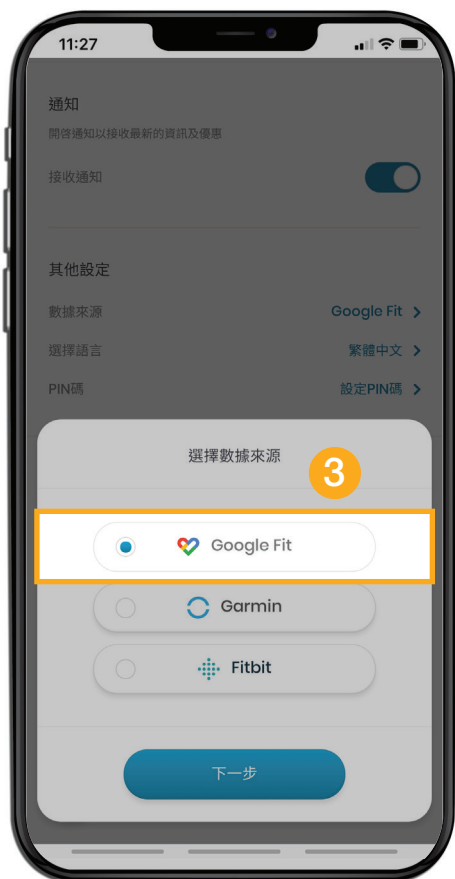 11:27
通知
開啓通知以接收最新的資訊及優惠
接收通知
其他設定
數據來源 Google Fit
選擇語言 繁體中文
PIN碼 設定PIN碼
選擇數據來源
3
Google Fit
Garmin
Fitbit
下一步